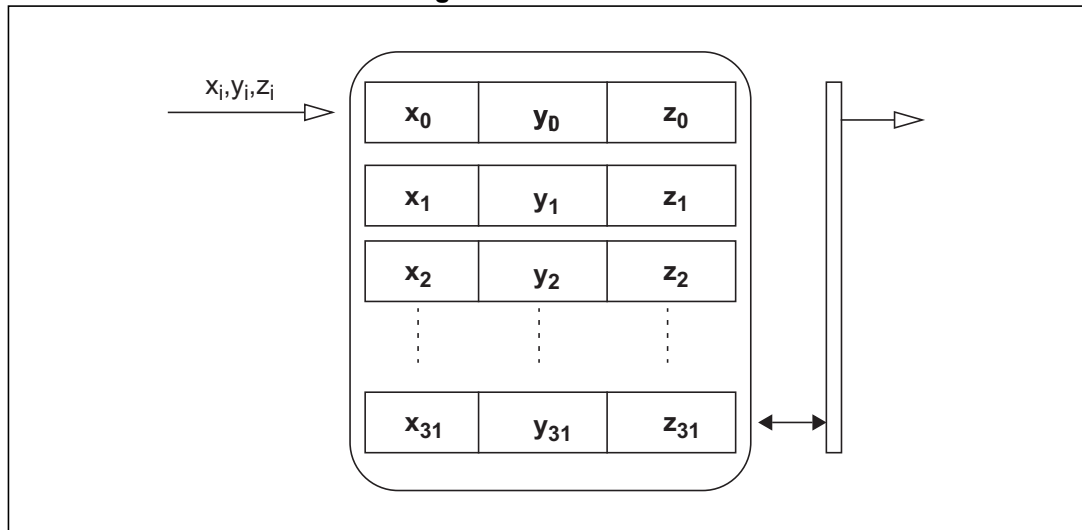 xᵢ,yᵢ,zᵢ
x₀ y₀ z₀
x₁ y₁ z₁
x₂ y₂ z₂
x₃₁ y₃₁ z₃₁